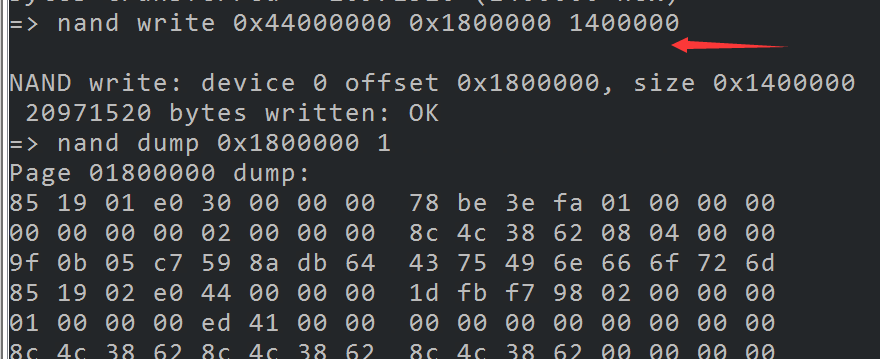 => nand write 0x44000000 0x1800000 1400000
NAND write: device 0 offset 0x1800000, size 0x1400000
20971520 bytes written: OK
=> nand dump 0x1800000 1
Page 01800000 dump:
85 19 01 e0 30 00 00 00 78 be 3e fa 01 00 00 00
00 00 00 00 02 00 00 00 8c 4c 38 62 08 04 00 00
9f 0b 05 c7 59 8a db 64 43 75 49 6e 66 6f 72 6d
85 19 02 e0 44 00 00 00 1d fb f7 98 02 00 00 00
01 00 00 00 ed 41 00 00 00 00 00 00 00 00 00 00
8c 4c 38 62 8c 4c 38 62 8c 4c 38 62 00 00 00 00